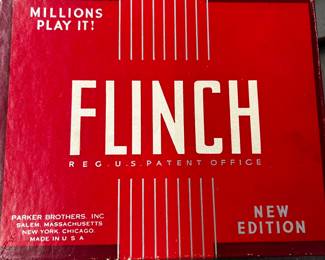 MILLIONS
PLAY IT!
FLINCH
REG. U.S. PATENT OFFICE
PARKER BROTHERS, INC
SALEM, MASSACHUSETTS
NEW YORK, CHICAGO
MADE IN U S A
NEW
EDITION